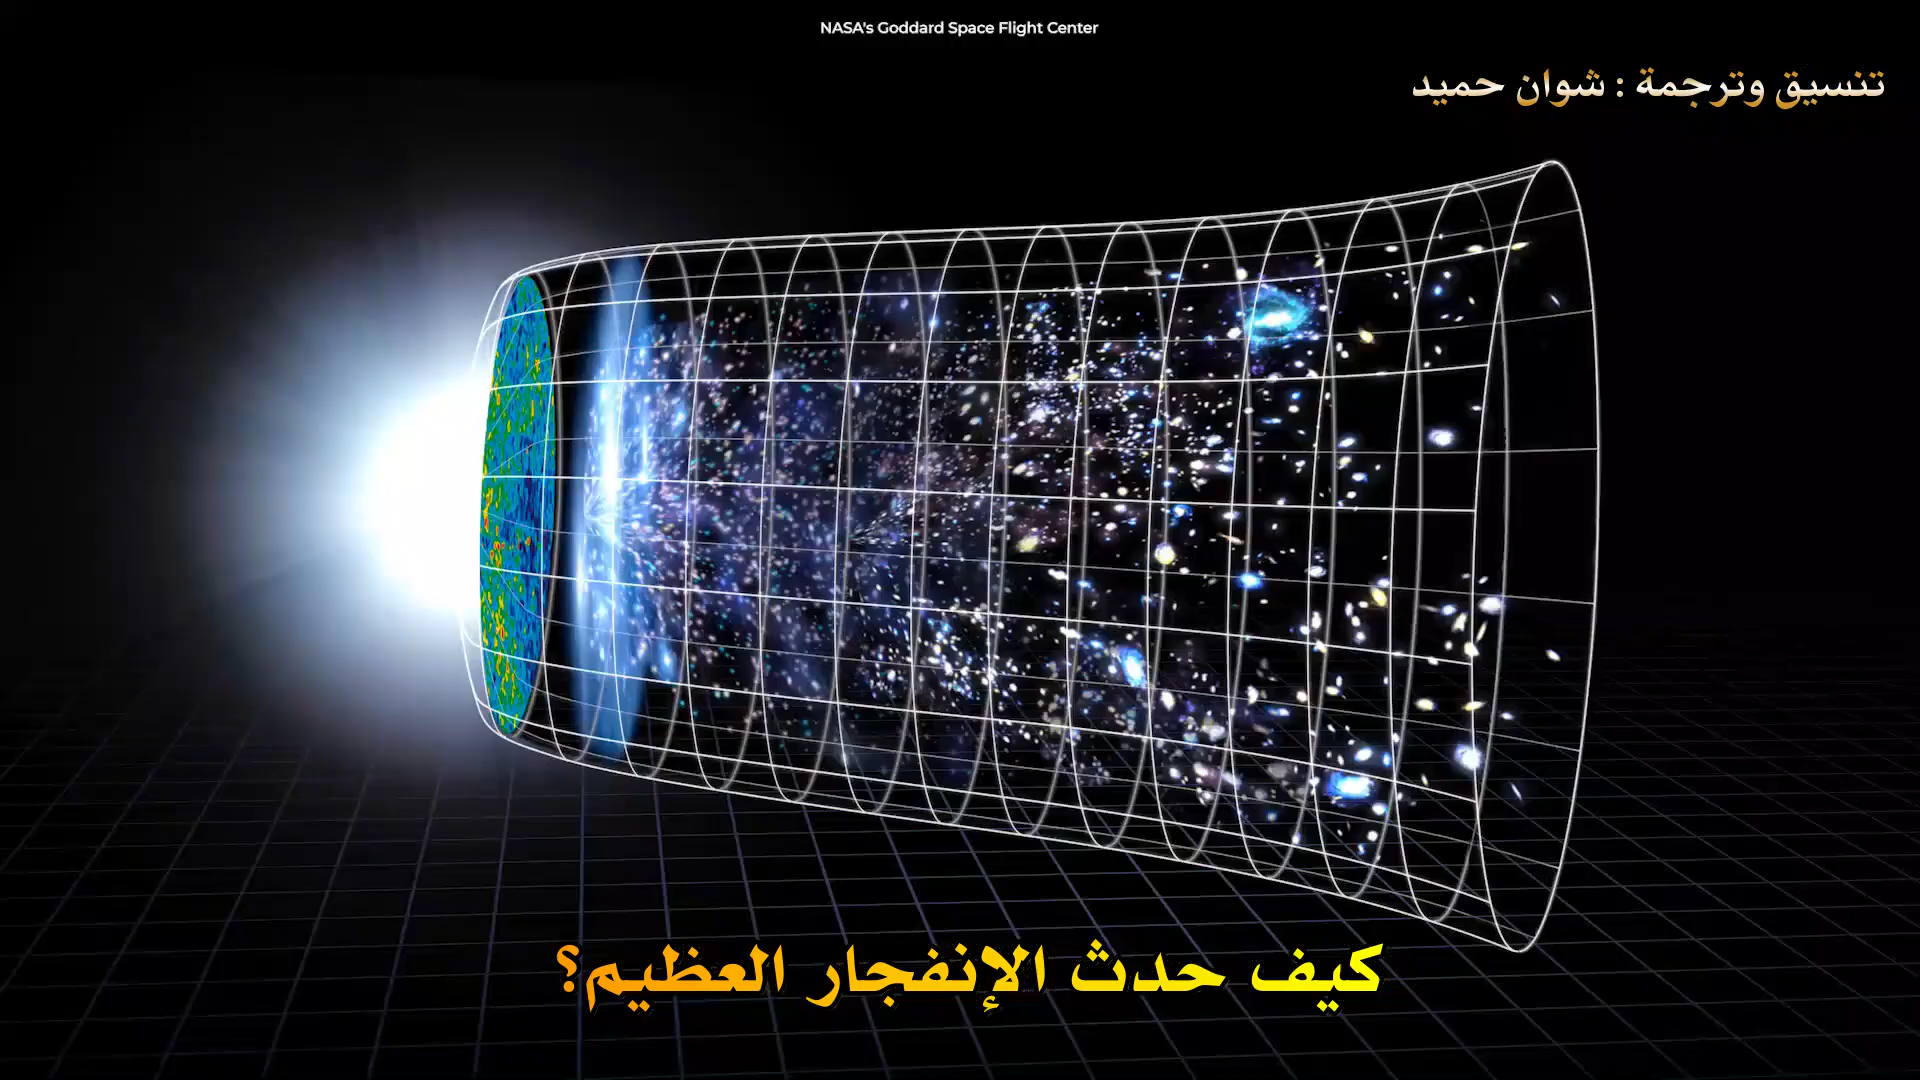 NASA's Goddard Space Flight Center
تنسيق وترجمة : شوان حميد
كيف حدث الإنفجار العظيم؟